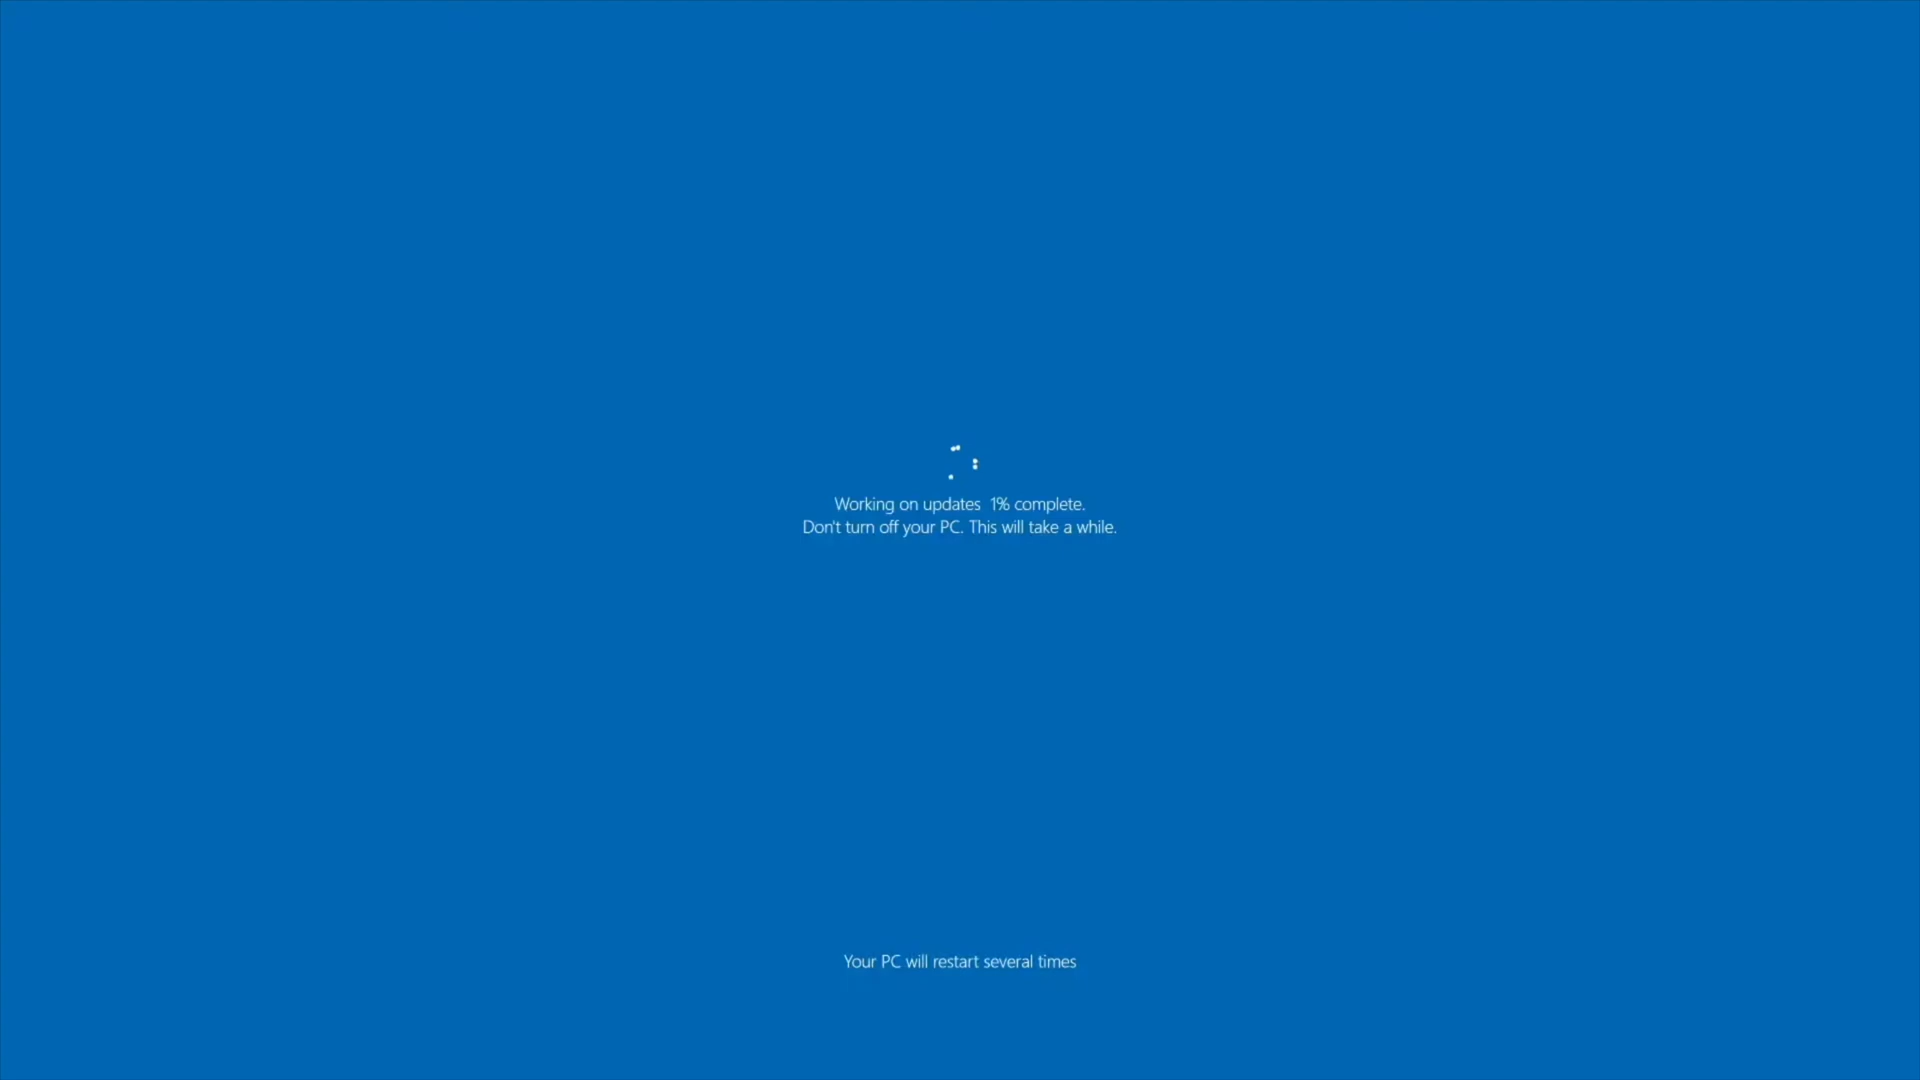 Working on updates  1% complete.
Don't turn off your PC. This will take a while.
Your PC will restart several times